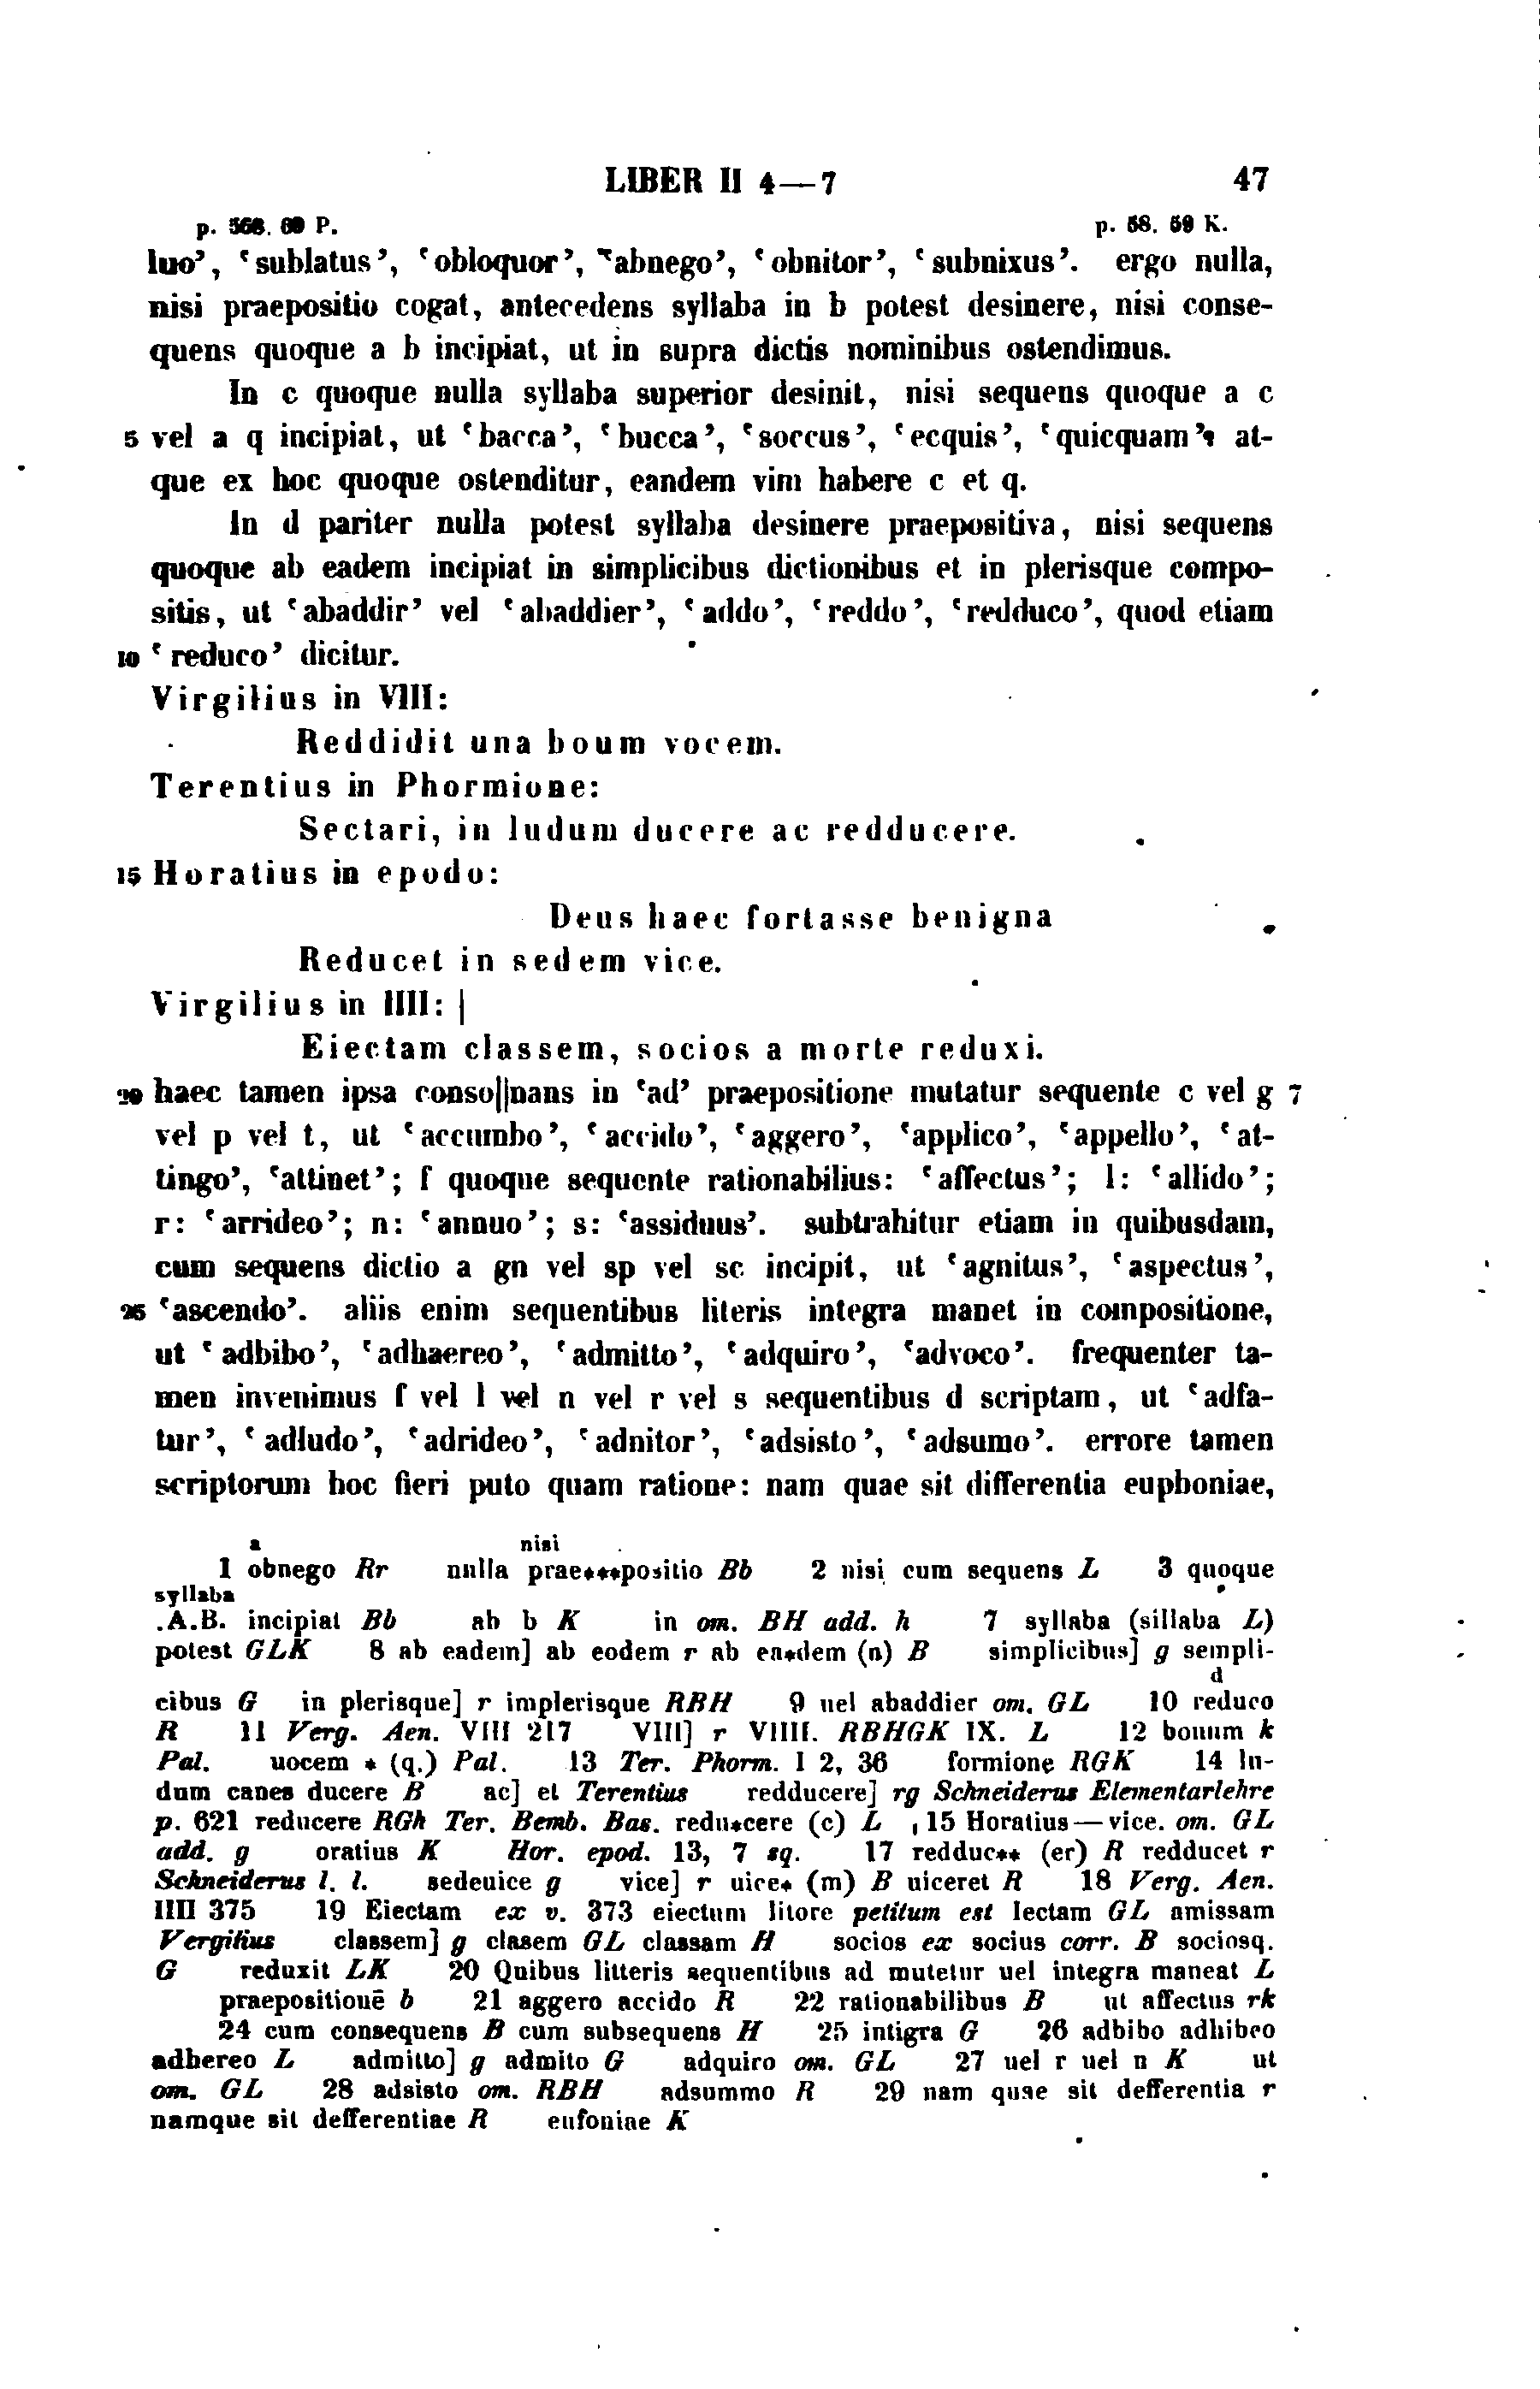 LIBER II 4—7 47
p. 568. 69 P. p. 58. 59 K.
luo’, ‘sublatus’, ‘obloquor’, ‘abnego’, ‘obnitor’, ‘subnixus’. ergo nulla,
nisi praepositio cogat, antecedens syllaba in b potest desinere, nisi conse-
quens quoque a b incipiat, ut in supra dictis nominibus ostendimus.
In c quoque nulla syllaba superior desinit, nisi sequens quoque a c
5 vel a q incipiat, ut ‘bacca’, ‘bucca’, ‘soccus’, ‘ecquis’, ‘quicquam’, at-
que ex hoc quoque ostenditur, eandem vim habere c et q.
In d pariter nulla potest syllaba desinere praepositiva, nisi sequens
quoque ab eadem incipiat in simplicibus dictionibus et in plerisque compo-
sitis, ut ‘abaddir’ vel ‘abaddier’, ‘addo’, ‘reddo’, ‘redduco’, quod etiam
10 ‘reduco’ dicitur.
Virgilius in VIII:
Reddidit una boum vocem.
Terentius in Phormione:
Sectari, in ludum ducere ac redducere.
15 Horatius in epodo:
Deus haec fortasse benigna
Reducet in sedem vice.
Virgilius in IIII: |
Eiectam classem, socios a morte reduxi.
20 haec tamen ipsa conso||nans in ‘ad’ praepositione mutatur sequente c vel g 7
vel p vel t, ut ‘accumbo’, ‘accido’, ‘aggero’, ‘applico’, ‘appello’, ‘at-
tingo’, ‘attinet’; f quoque sequente rationabilius: ‘affectus’; l: ‘allido’;
r: ‘arrideo’; n: ‘annuo’; s: ‘assiduus’. subtrahitur etiam in quibusdam,
cum sequens dictio a gn vel sp vel sc incipit, ut ‘agnitus’, ‘aspectus’,
25 ‘ascendo’. aliis enim sequentibus literis integra manet in compositione,
ut ‘adbibo’, ‘adhaereo’, ‘admitto’, ‘adquiro’, ‘advoco’. frequenter ta-
men invenimus f vel l vel n vel r vel s sequentibus d scriptam, ut ‘adfa-
tur’, ‘adludo’, ‘adrideo’, ‘adnitor’, ‘adsisto’, ‘adsumo’. errore tamen
scriptorum hoc fieri puto quam ratione: nam quae sit differentia euphoniae,
a nisi
1 obnego Rr nulla prae***positio Bb 2 nisi cum sequens L 3 quoque
syllaba
.A.B. incipiat Bb ab b K in om. BH add. h 7 syllaba (sillaba L)
potest GLK 8 ab eadem] ab eodem r ab ea*dem (n) B simplicibus] g sempli-
d
cibus G in plerisque] r implerisque RBH 9 uel abaddier om. GL 10 reduco
R 11 Verg. Aen. VIII 217 VIII] r VIIII. RBHGK IX. L 12 bouum k
Pal. uocem * (q.) Pal. 13 Ter. Phorm. I 2, 36 formione RGK 14 lu-
dum canes ducere B ac] et Terentius redducere] rg Schneiderus Elementarlehre
p. 621 reducere RGh Ter. Bemb. Bas. redu*cere (c) L 15 Horatius—vice. om. GL
add. g oratius K Hor. epod. 13, 7 sq. 17 redduc** (er) R redducet r
Schneiderus l. l. sedeuice g vice] r uice* (m) B uiceret R 18 Verg. Aen.
IIII 375 19 Eiectam ex v. 373 eiectum litore petitum est lectam GL amissam
Vergilius classem] g clasem GL classam H socios ex socius corr. B sociosq.
G reduxit LK 20 Quibus litteris sequentibus ad mutetur uel integra maneat L
praepositionē b 21 aggero accido R 22 rationabilibus B ut affectus rk
24 cum consequens B cum subsequens H 25 intigra G 26 adbibo adhibeo
adhereo L admitto] g admito G adquiro om. GL 27 uel r uel n K ut
om. GL 28 adsisto om. RBH adsummo R 29 nam quae sit defferentia r
namque sit defferentiae R eufoniae K